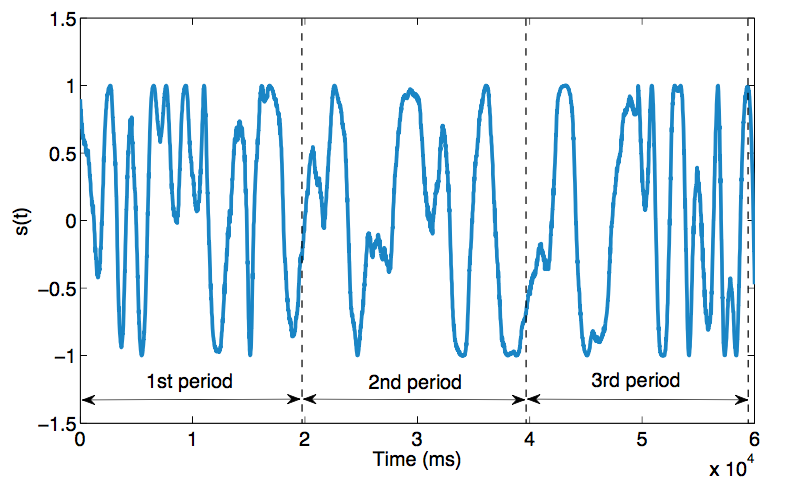 1.5
1
0.5
0
−0.5
−1
−1.5
s(t)
1st period
2nd period
3rd period
0 1 2 3 4 5 6
Time (ms)
x 10^4